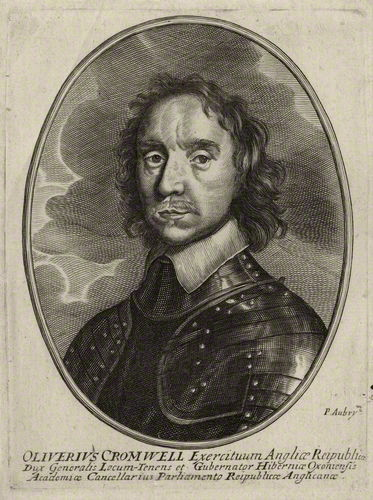 P. Aubry
OLIVERIVS CROMWELL Exercituum Angliæ Reipublicæ
Dux Generalis Locum-Tenens et Gubernator Hiberniæ Oxoniensis
Academiæ Cancellarius Parliamento Reipublicæ Anglicanæ